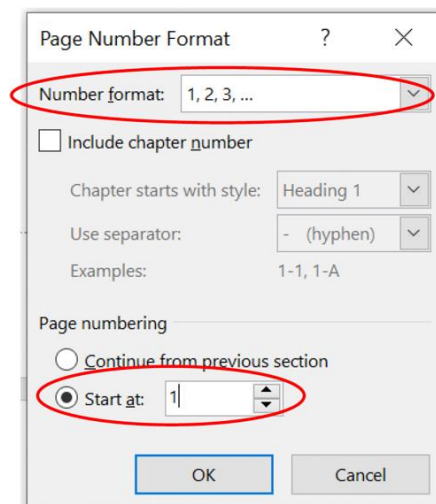 Page Number Format ?
Number format: 1, 2, 3, ...
Include chapter number
Chapter starts with style: Heading 1
Use separator: - (hyphen)
Examples: 1-1, 1-A
Page numbering
Continue from previous section
Start at: 1
OK Cancel